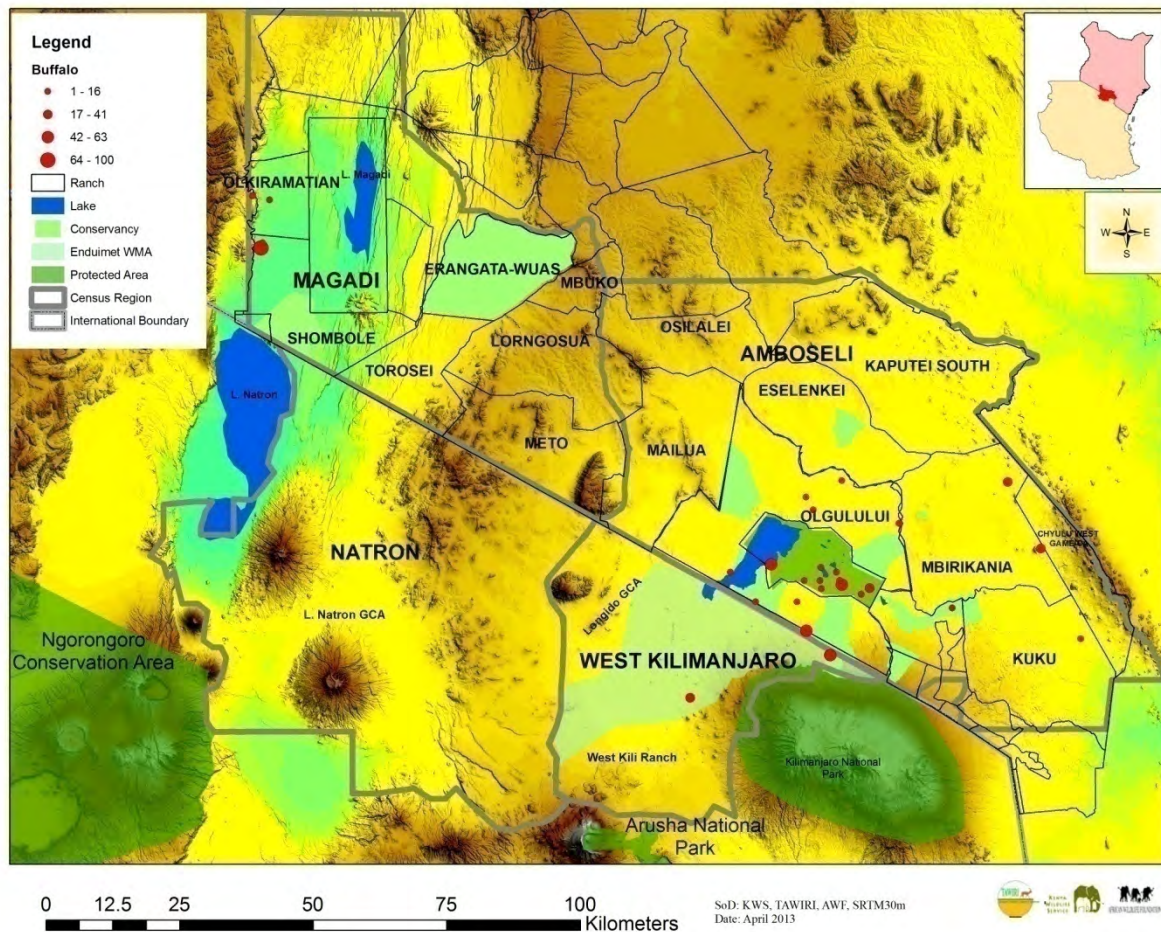 Legend
Buffalo
1 - 16
17 - 41
42 - 63
64 - 100
Ranch
Lake
Conservancy
Enduimet WMA
Protected Area
Census Region
International Boundary
N
W E
S
OLKIRAMATIAN
L. Magadi
MAGADI
ERANGATA-WUAS
MBUKO
SHOMBOLE
LORNGOSUA
OSILALEI
AMBOSELI
TOROSEI
KAPUTEI SOUTH
ESELENKEI
L. Natron
METO
MAILUA
OLGULULUI
CHYULU WEST
NATRON
MBIRIKANIA
L. Natron GCA
Longido GCA
Ngorongoro
Conservation Area
WEST KILIMANJARO
KUKU
West Kili Ranch
Kilimanjaro National
Park
Arusha National
Park
0 12.5 25 50 75 100
Kilometers
SoD: KWS, TAWIRI, AWF, SRTM30m
Date: April 2013
KENYA
WILDLIFE
SERVICE